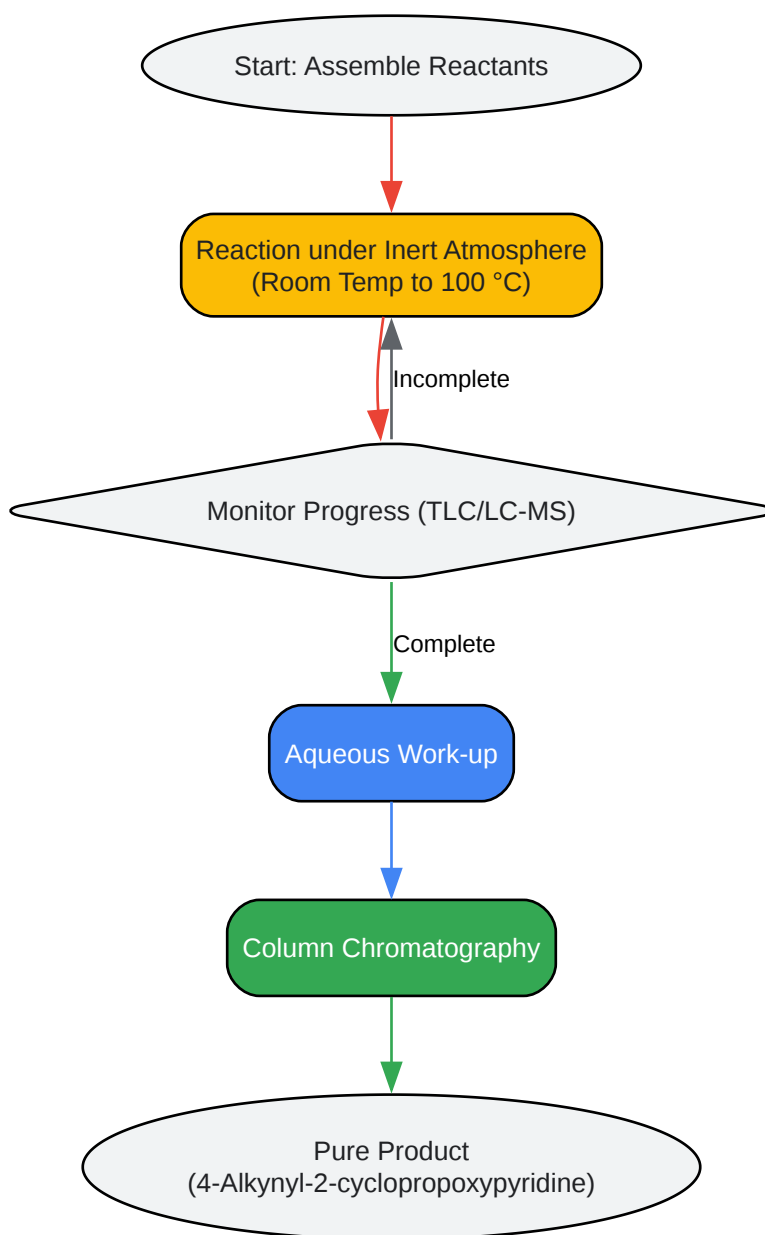 Start: Assemble Reactants
Reaction under Inert Atmosphere
(Room Temp to 100 °C)
Incomplete
Monitor Progress (TLC/LC-MS)
Complete
Aqueous Work-up
Column Chromatography
Pure Product
(4-Alkynyl-2-cyclopropoxypyridine)